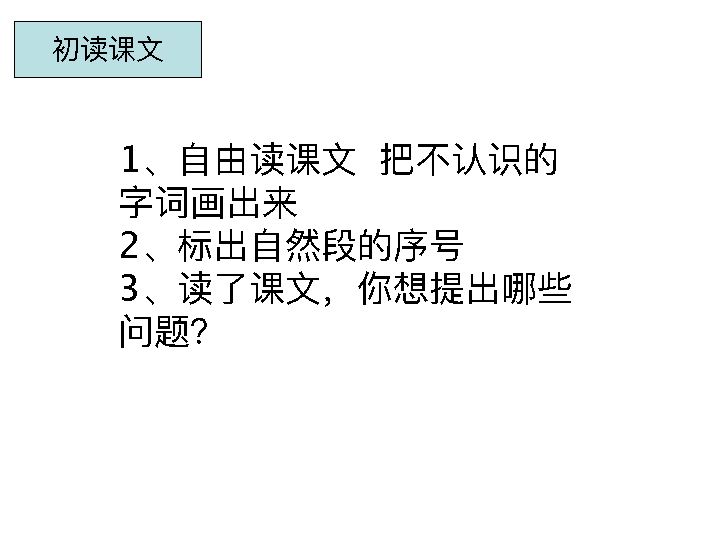 初读课文
1、自由读课文  把不认识的
字词画出来
2、标出自然段的序号
3、读了课文，你想提出哪些
问题?